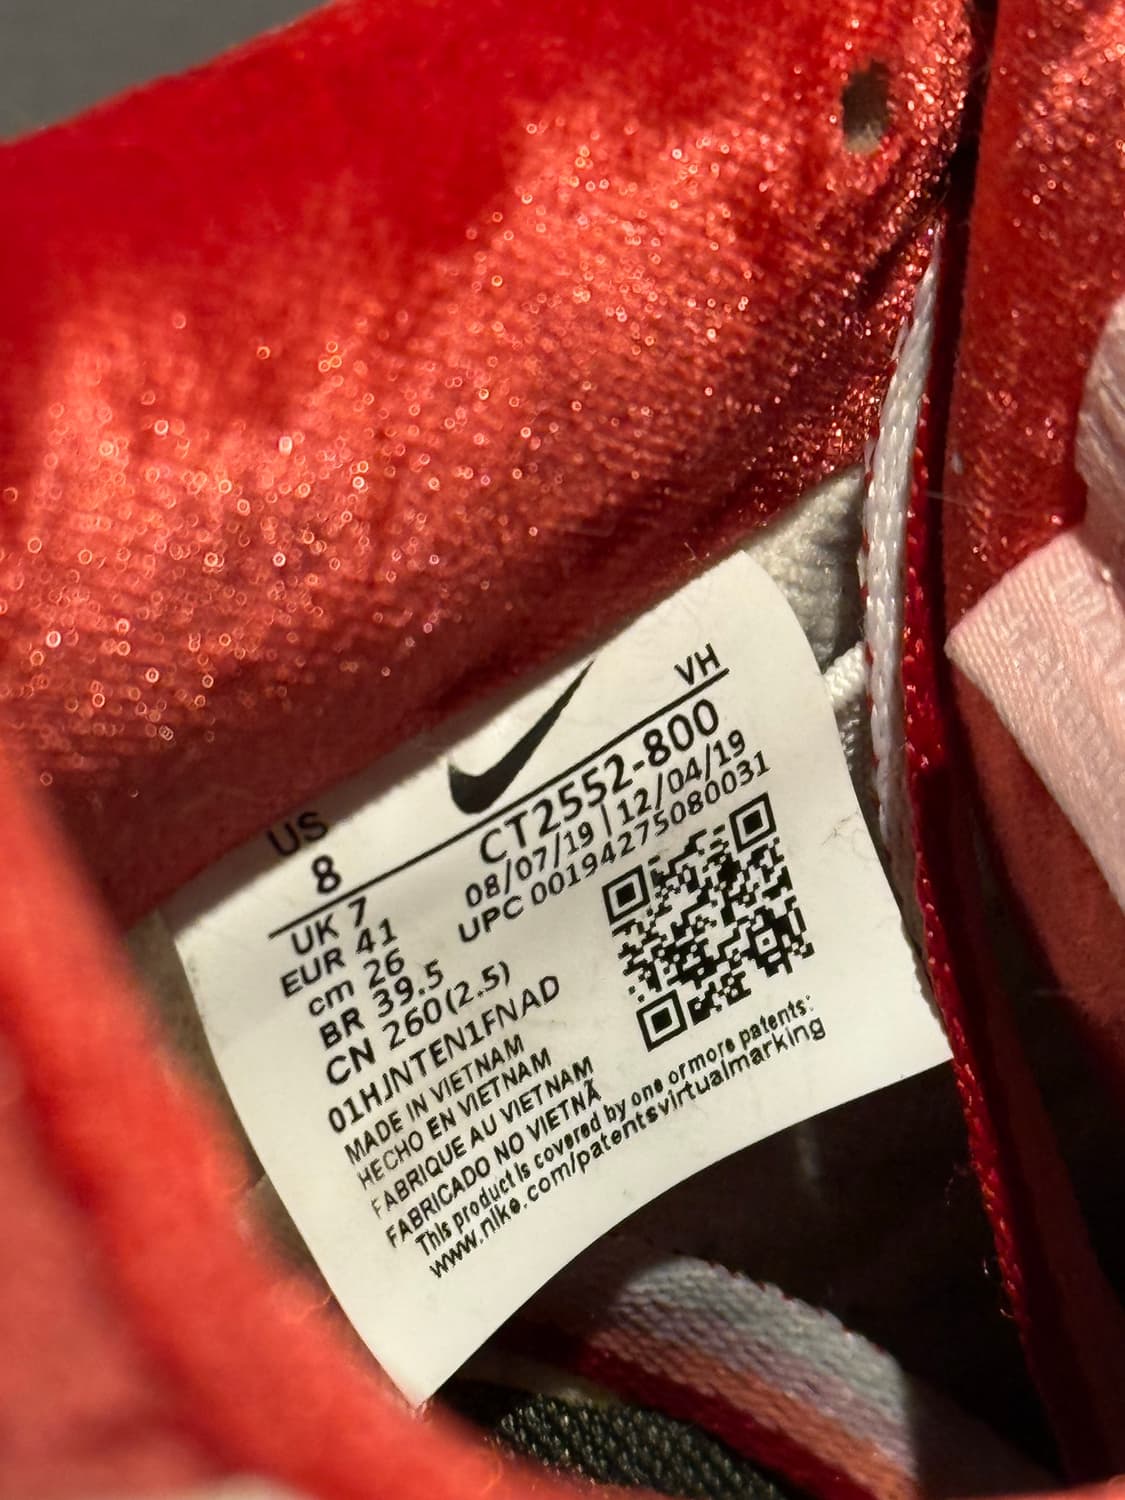 US
8
VH
CT2552-800
08/07/19 | 12/04/19
UPC 00194275080031
UK 7
EUR 41
cm 26
BR 39.5
CN 260(2.5)
01HJNTEN1FNAD
MADE IN VIETNAM
HECHO EN VIETNAM
FABRIQUE AU VIETNAM
FABRICADO NO VIETNÃ
This product is covered by one or more patents:
www.nike.com/patentsvirtualmarking